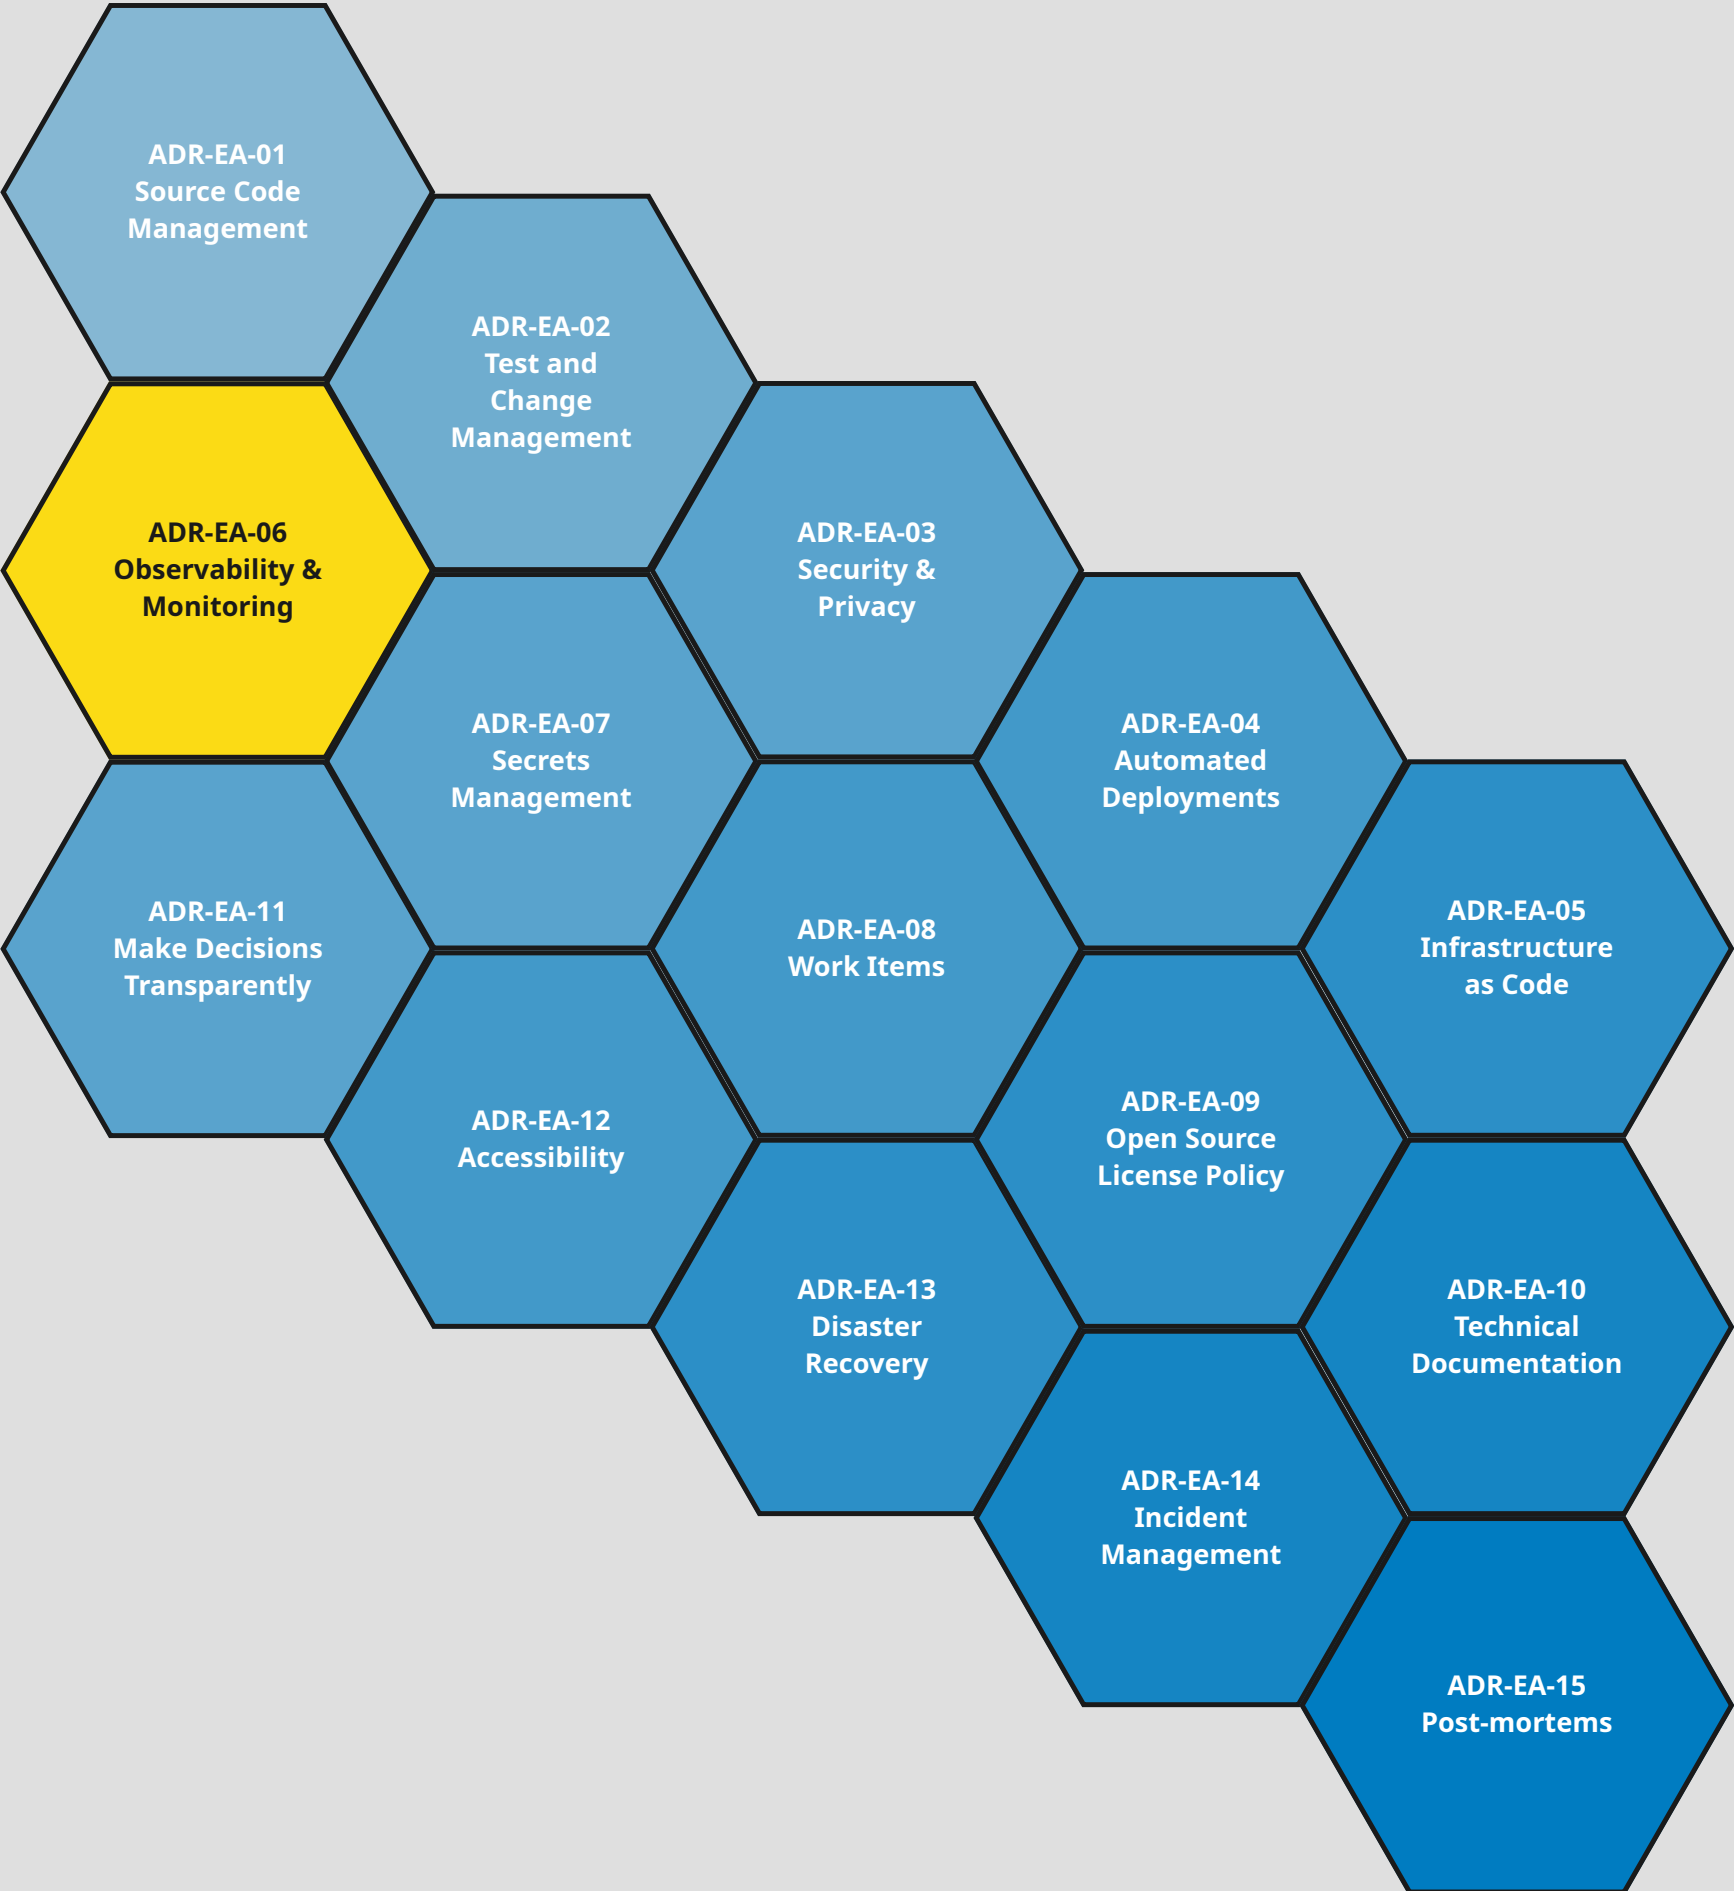 ADR-EA-01
Source Code
Management
ADR-EA-02
Test and
Change
Management
ADR-EA-03
Security &
Privacy
ADR-EA-04
Automated
Deployments
ADR-EA-05
Infrastructure
as Code
ADR-EA-06
Observability &
Monitoring
ADR-EA-07
Secrets
Management
ADR-EA-08
Work Items
ADR-EA-09
Open Source
License Policy
ADR-EA-10
Technical
Documentation
ADR-EA-11
Make Decisions
Transparently
ADR-EA-12
Accessibility
ADR-EA-13
Disaster
Recovery
ADR-EA-14
Incident
Management
ADR-EA-15
Post-mortems